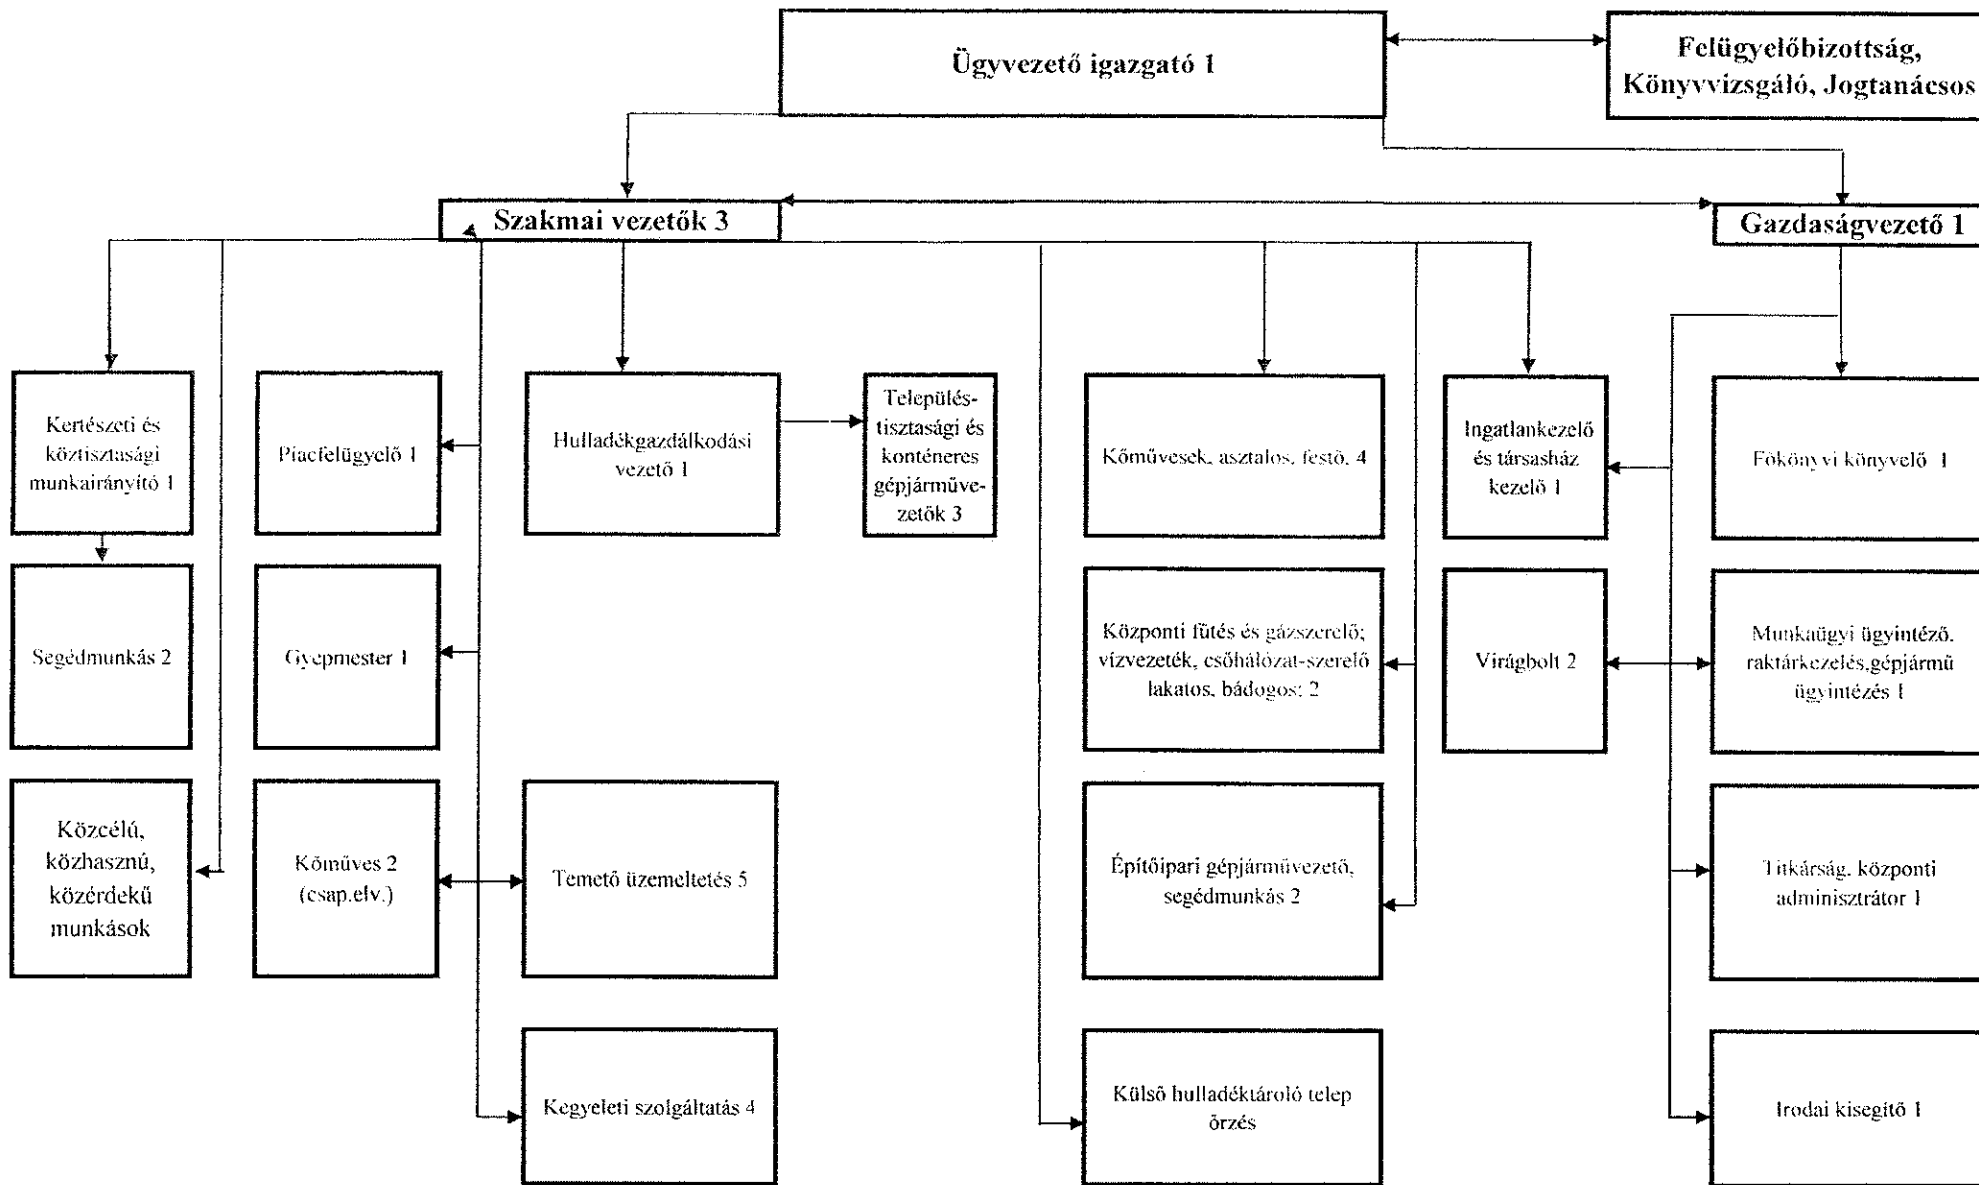 Ügyvezető igazgató 1
Felügyelőbizottság,
Könyvvizsgáló, Jogtanácsos
Szakmai vezetők 3
Gazdaságvezető 1
Kertészeti és
köztisztasági
munkairányító 1
Piacfelügyelő 1
Hulladékgazdálkodási
vezető 1
Település-
tisztasági és
konténeres
gépjárműve-
zetők 3
Kőművesek, asztalos, festő, 4
Ingatlankezelő
és társasház
kezelő 1
Főkönyvi könyvelő 1
Segédmunkás 2
Gyepmester 1
Központi fűtés és gázszerelő;
vízvezeték, csőhálózat-szerelő
lakatos, bádogos; 2
Virágbolt 2
Munkaügyi ügyintéző.
raktárkezelés,gépjármű
ügyintézés 1
Közcélú,
közhasznú,
közérdekű
munkások
Kőműves 2
(csap.elv.)
Temető üzemeltetés 5
Építőipari gépjárművezető,
segédmunkás 2
Titkárság, központi
adminisztrátor 1
Kegyeleti szolgáltatás 4
Külső hulladéktároló telep
őrzés
Irodai kisegítő 1